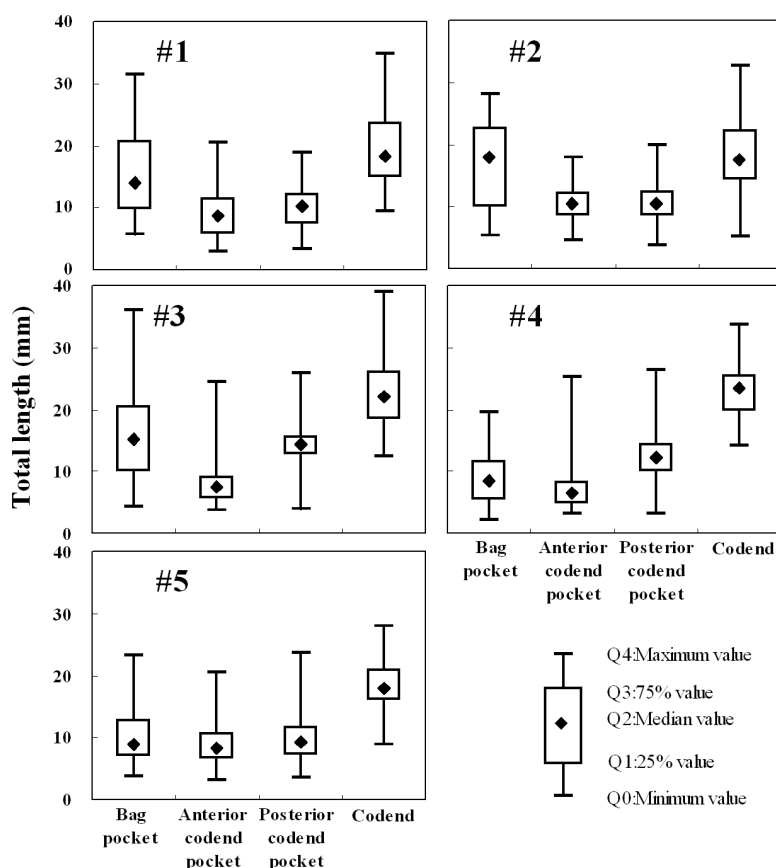 #1
40
30
20
10
0
#2
#3
40
30
20
10
0
#4
Total length (mm)
Bag pocket
Anterior codend pocket
Posterior codend pocket
Codend
#5
40
30
20
10
0
Bag pocket
Anterior codend pocket
Posterior codend pocket
Codend
Q4:Maximum value
Q3:75% value
Q2:Median value
Q1:25% value
Q0:Minimum value